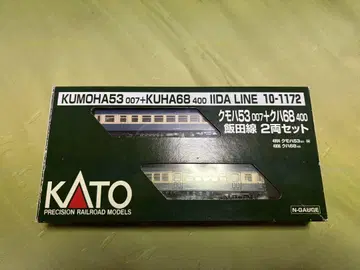 KUMOHA53 007+KUHA68 400 IIDA LINE 10-1172
クモハ53 007+クハ68 400
飯田線 2両セット
KATO
PRECISION RAILROAD MODELS
N-GAUGE